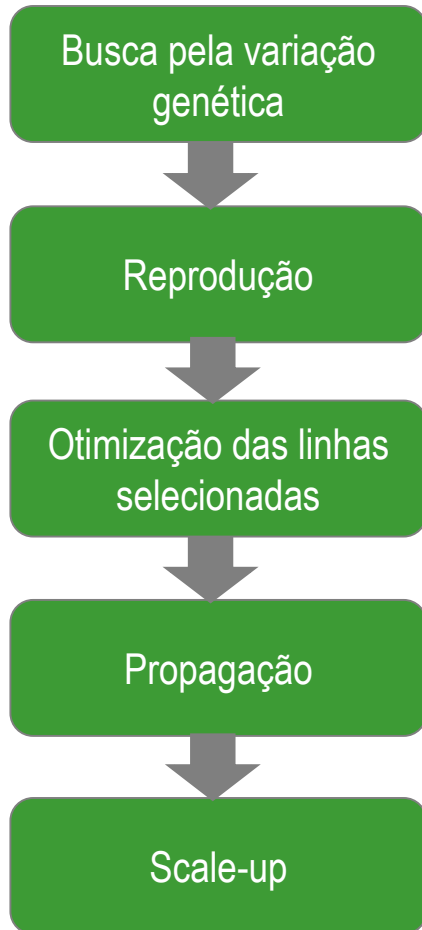 Busca pela variação
genética
Reprodução
Otimização das linhas
selecionadas
Propagação
Scale-up